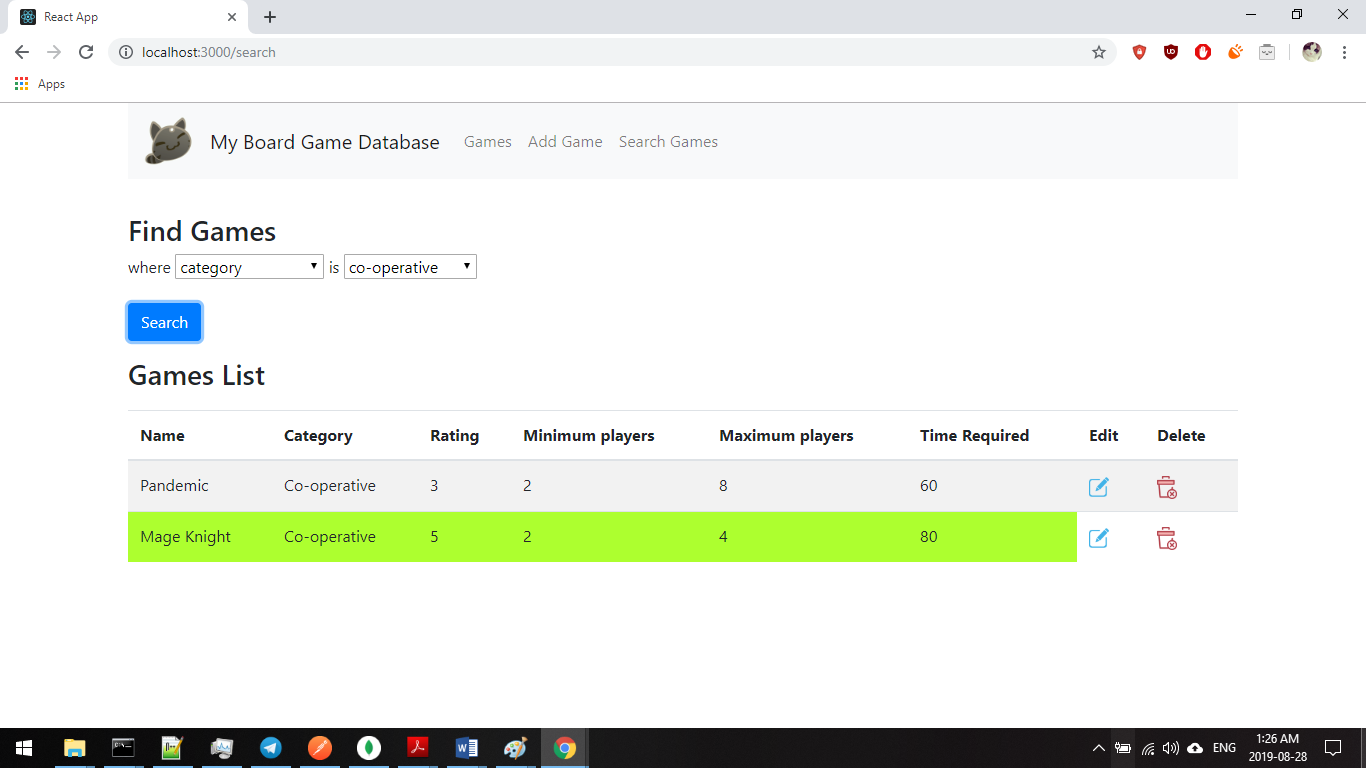 React App
localhost:3000/search
Apps
My Board Game Database Games Add Game Search Games
Find Games
where category is co-operative
Search
Games List
Name Category Rating Minimum players Maximum players Time Required Edit Delete
Pandemic Co-operative 3 2 8 60
Mage Knight Co-operative 5 2 4 80
ENG
1:26 AM
2019-08-28